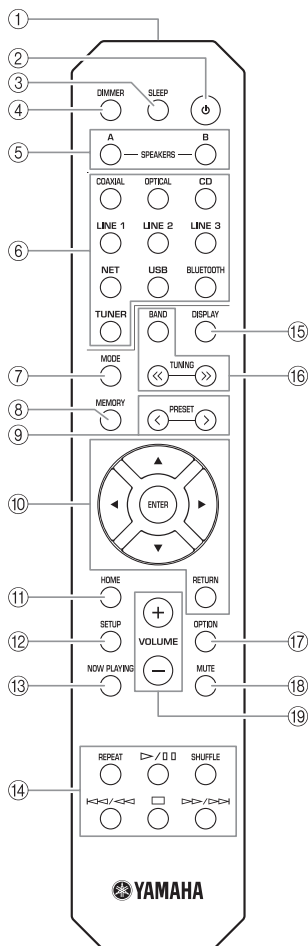 ①
②
③
④ DIMMER SLEEP ⏻
⑤ A — SPEAKERS — B
⑥ COAXIAL OPTICAL CD
LINE 1 LINE 2 LINE 3
NET USB BLUETOOTH
TUNER BAND DISPLAY ⑮
⑦ MODE TUNING ⑯
⑧ MEMORY
⑨ PRESET
⑩ ENTER
⑪ HOME RETURN
⑫ SETUP VOLUME OPTION ⑰
⑬ NOW PLAYING MUTE ⑱
⑲
⑭ REPEAT SHUFFLE
YAMAHA